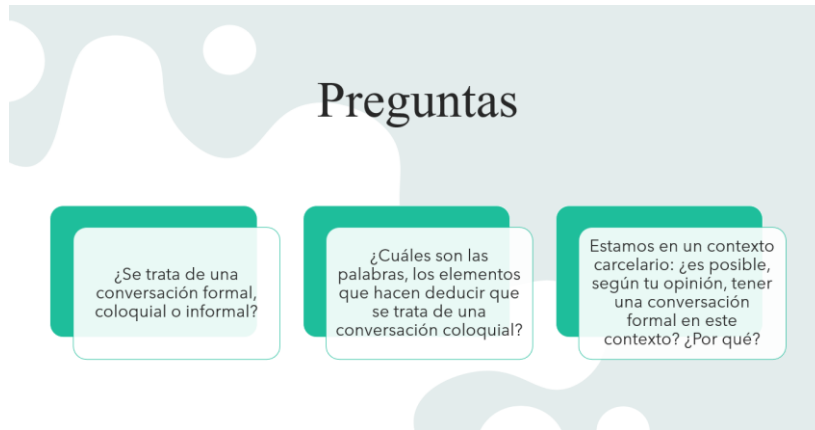 Preguntas
¿Se trata de una
conversación formal,
coloquial o informal?
¿Cuáles son las
palabras, los elementos
que hacen deducir que
se trata de una
conversación coloquial?
Estamos en un contexto
carcelario: ¿es posible,
según tu opinión, tener
una conversación
formal en este
contexto? ¿Por qué?